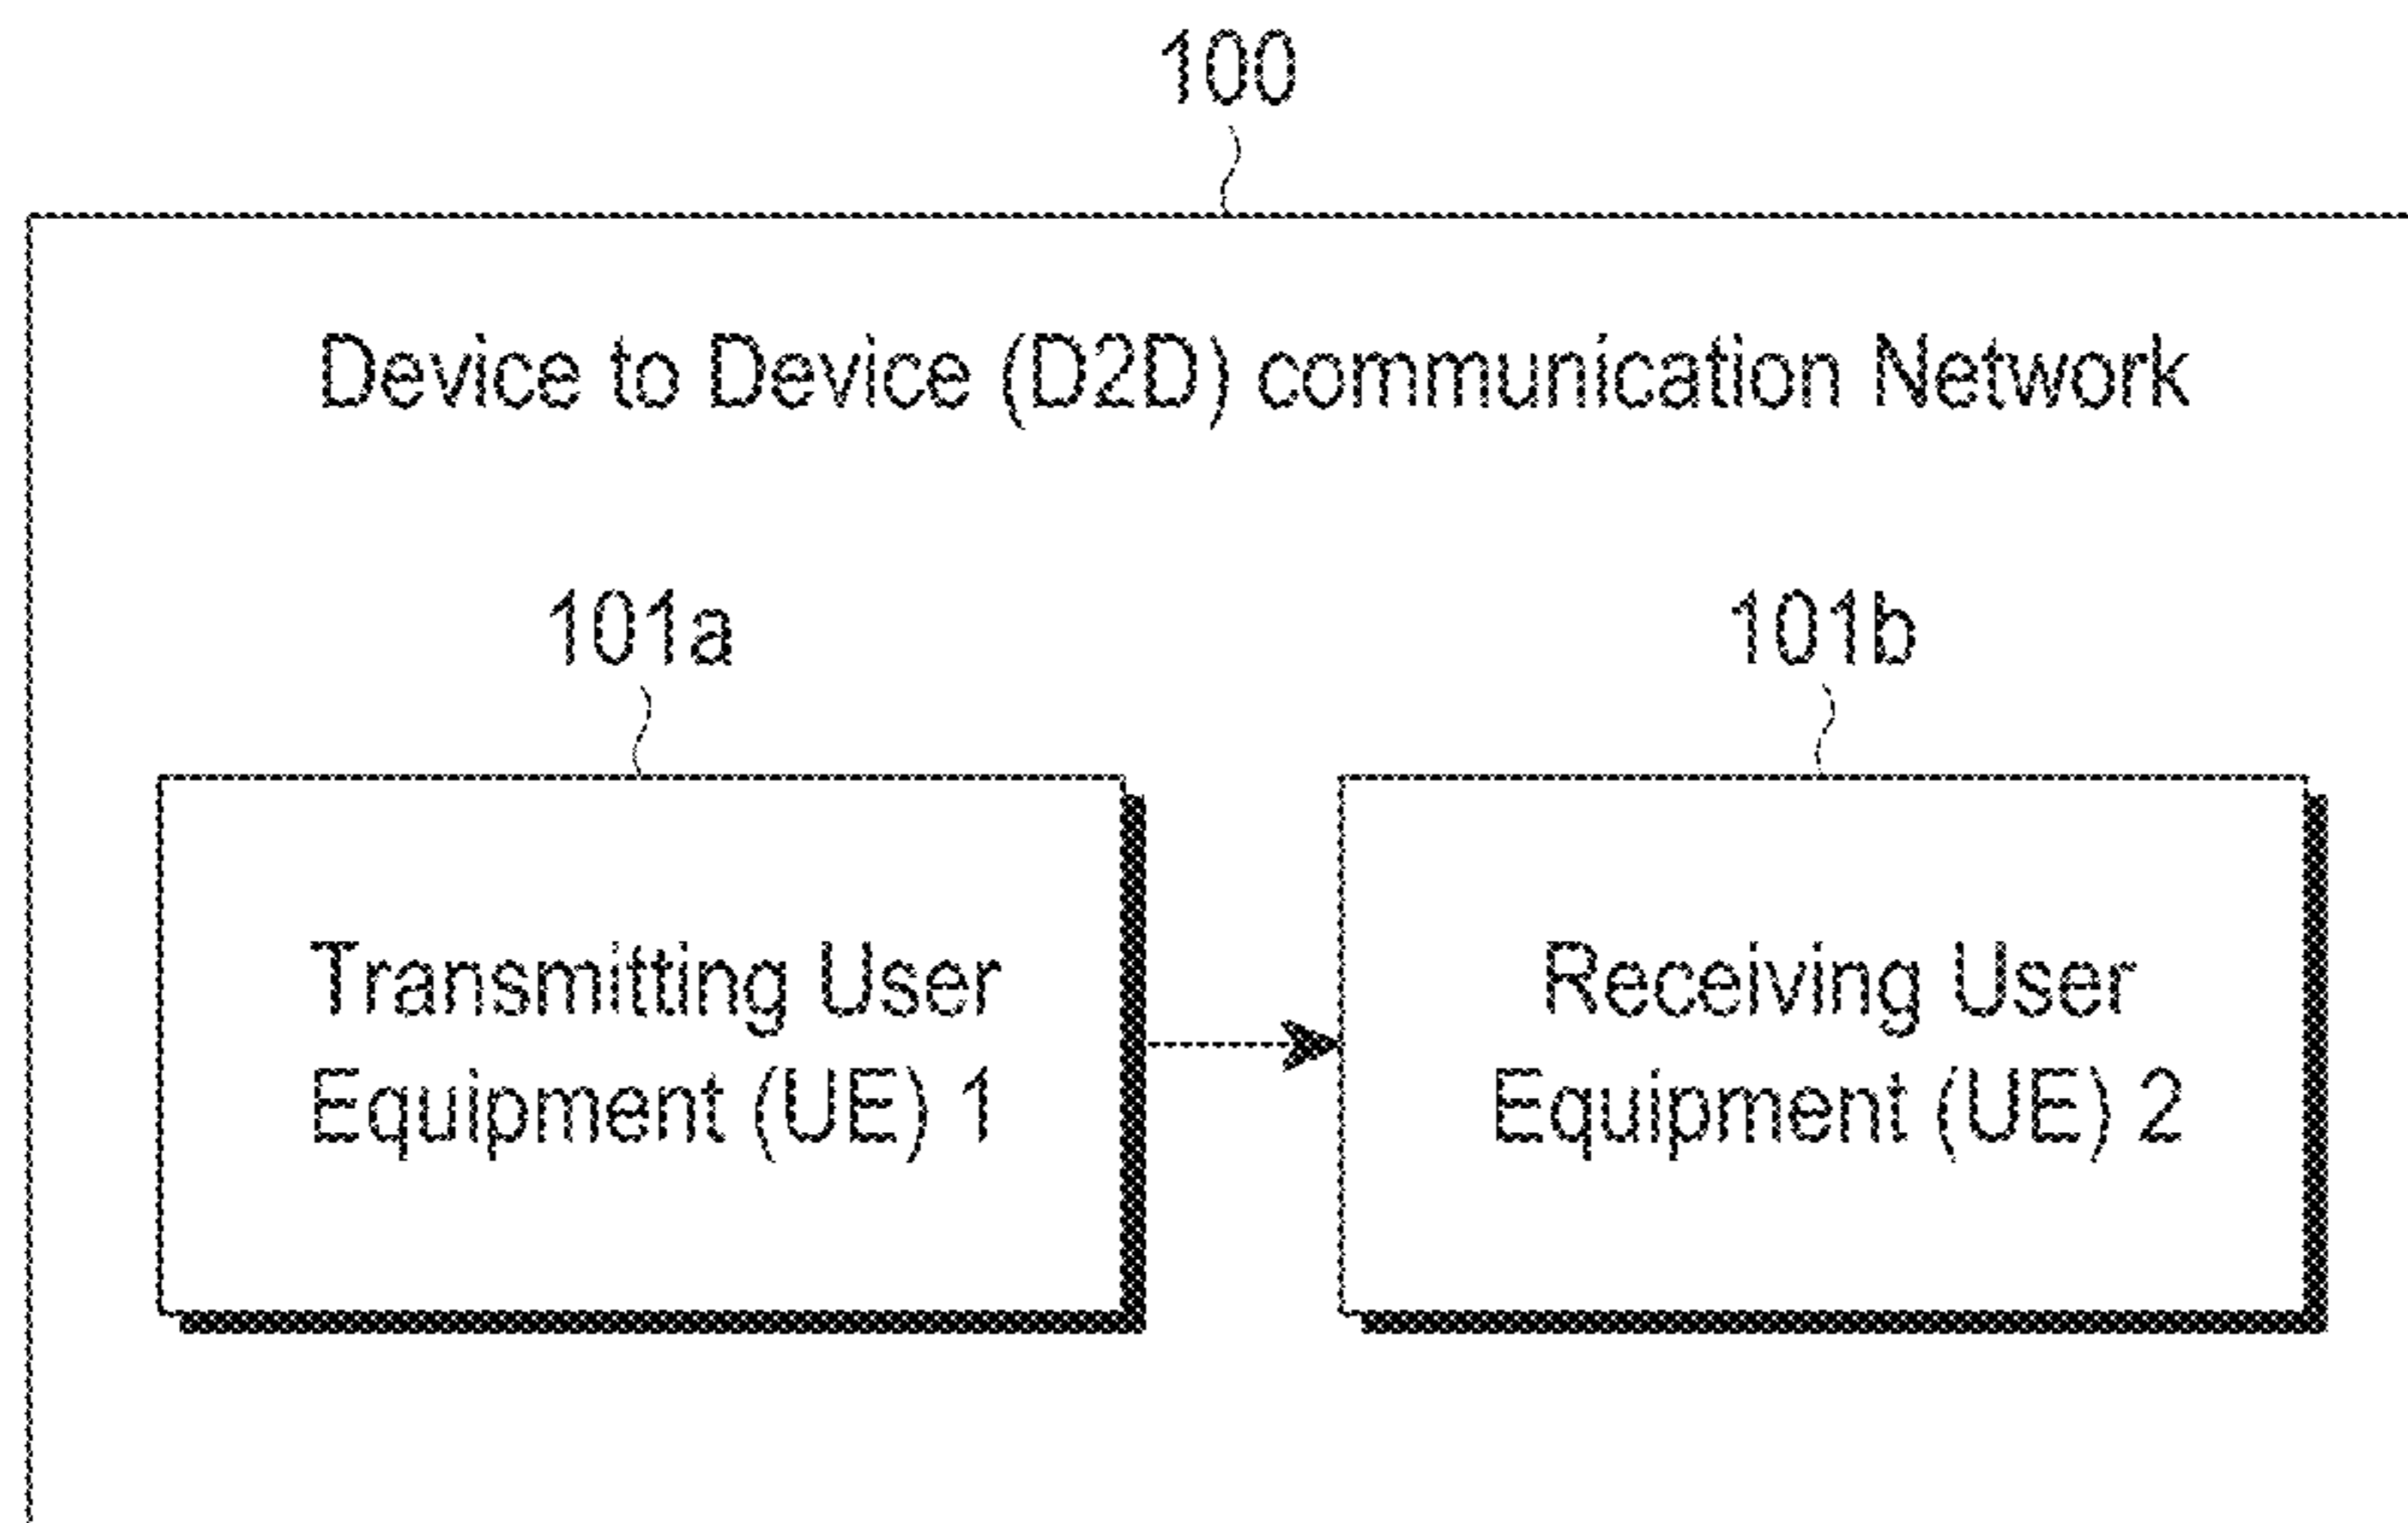 100
Device to Device (D2D) communication Network
101a
101b
Transmitting User
Equipment (UE) 1
Receiving User
Equipment (UE) 2